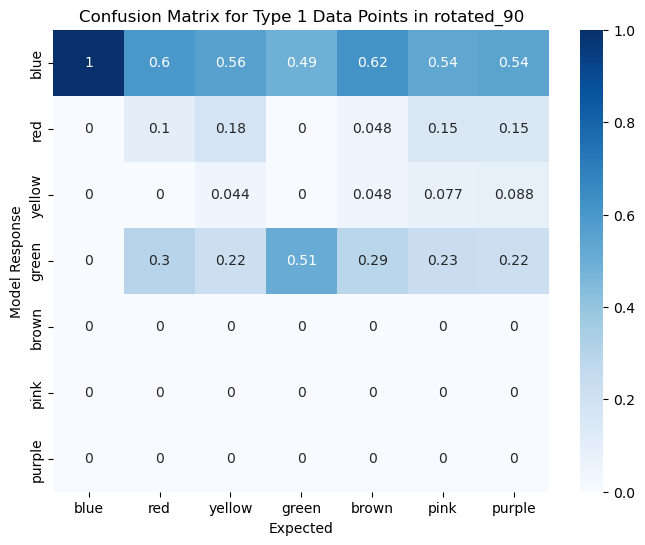 Confusion Matrix for Type 1 Data Points in rotated_90
Model Response
blue 1 0.6 0.56 0.49 0.62 0.54 0.54
red 0 0.1 0.18 0 0.048 0.15 0.15
yellow 0 0 0.044 0 0.048 0.077 0.088
green 0 0.3 0.22 0.51 0.29 0.23 0.22
brown 0 0 0 0 0 0 0
pink 0 0 0 0 0 0 0
purple 0 0 0 0 0 0 0
blue red yellow green brown pink purple
Expected
1.0
0.8
0.6
0.4
0.2
0.0